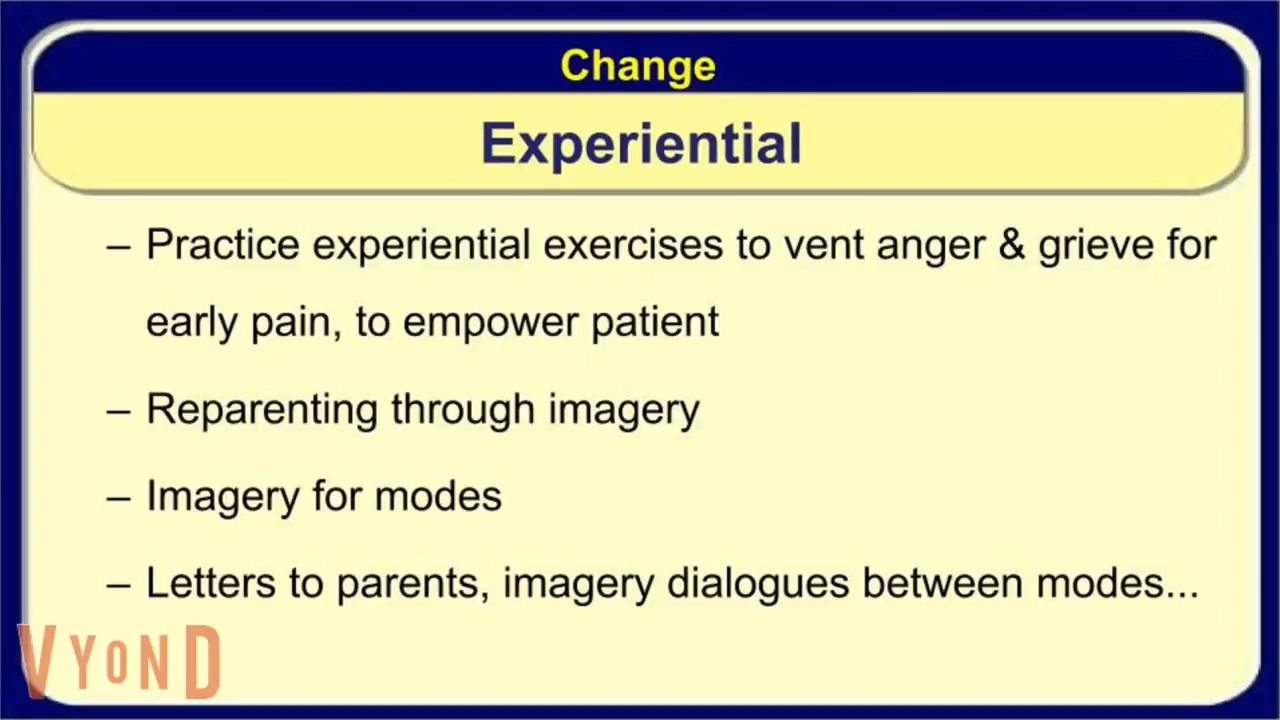 Change
Experiential
– Practice experiential exercises to vent anger & grieve for
early pain, to empower patient
– Reparenting through imagery
– Imagery for modes
– Letters to parents, imagery dialogues between modes...
VYOND